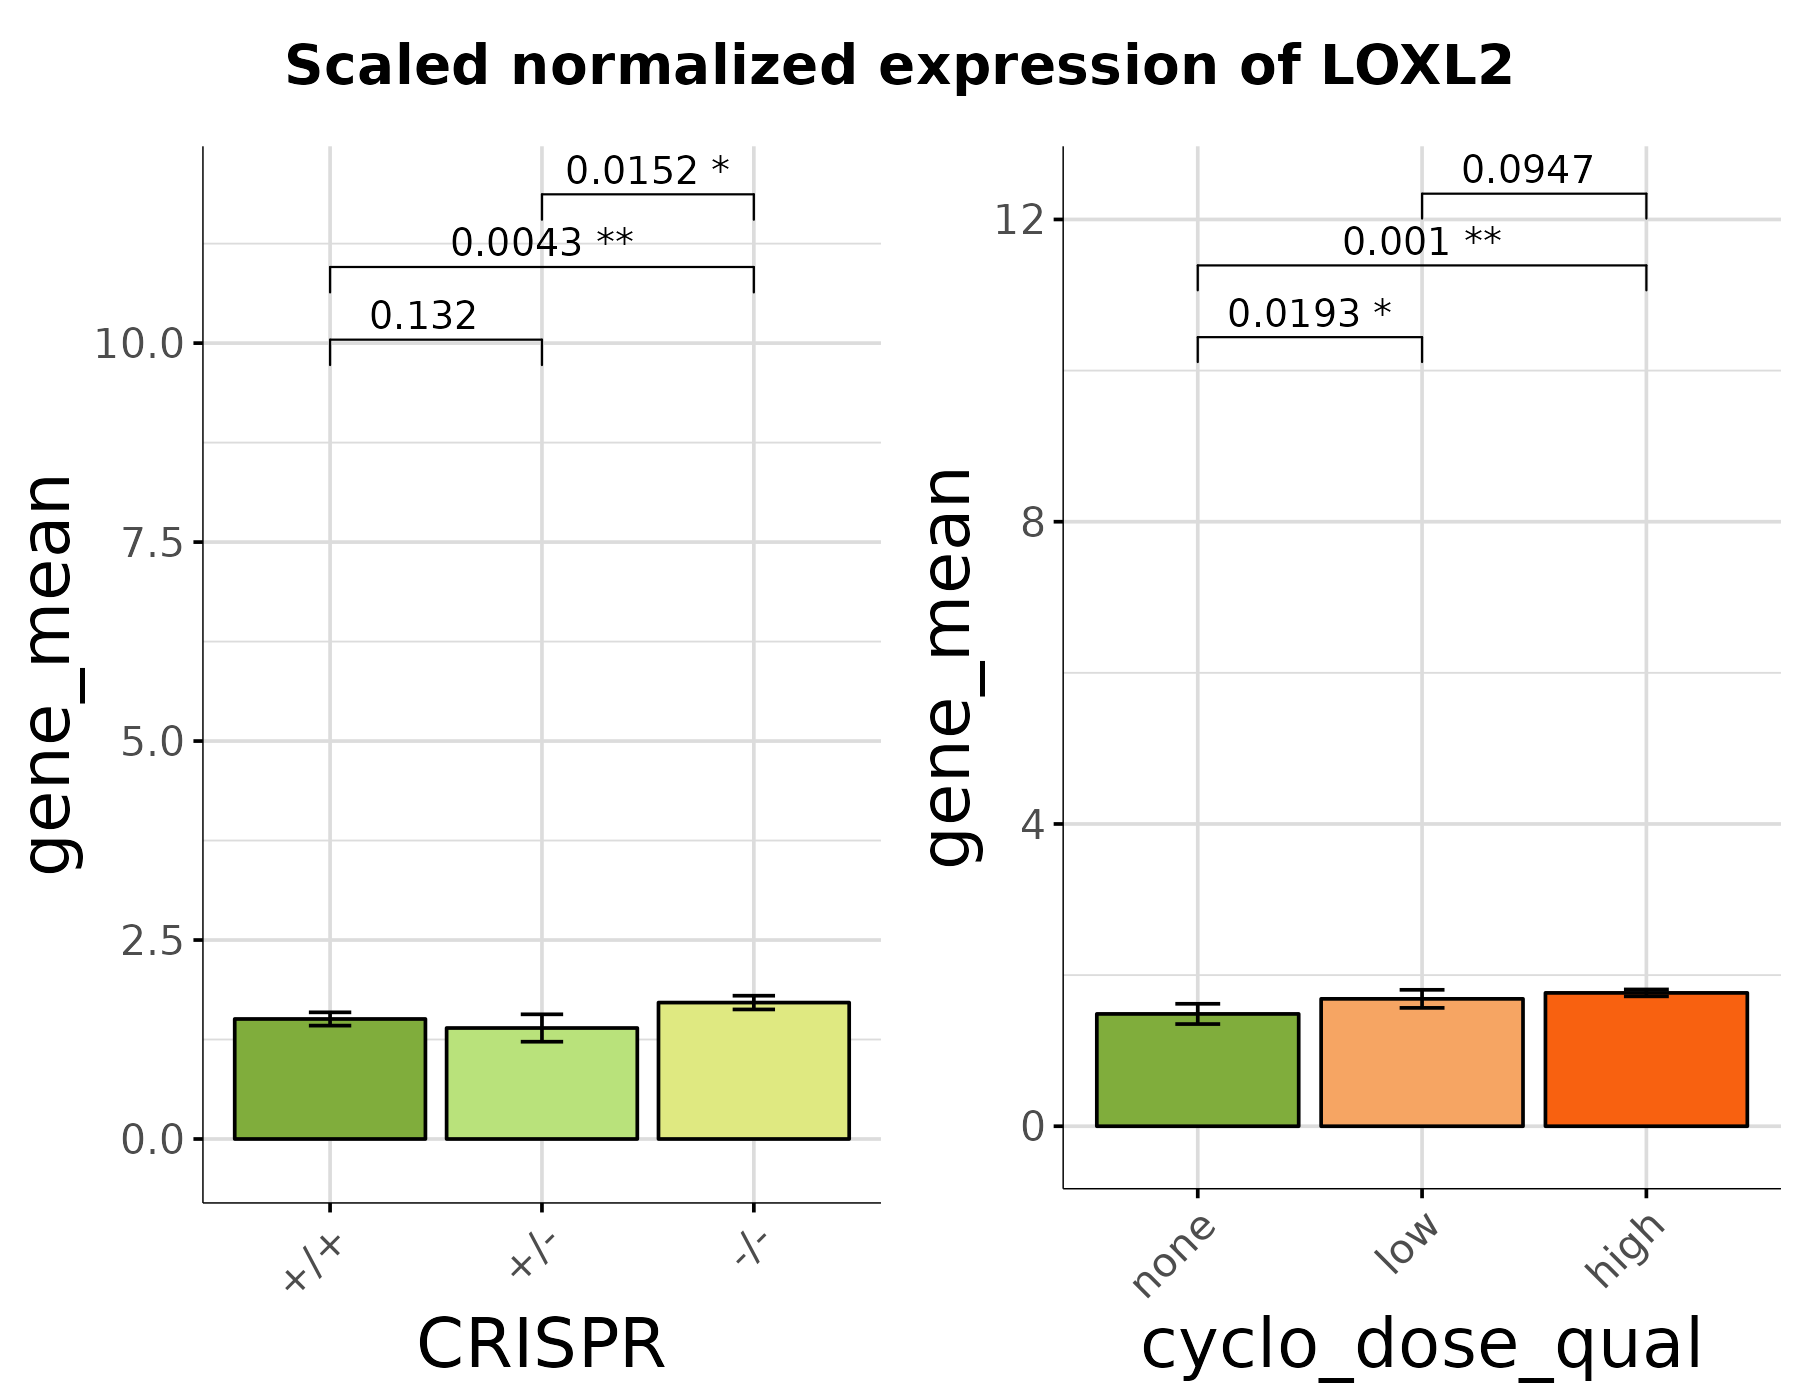 Scaled normalized expression of LOXL2
gene_mean
10.0
7.5
5.0
2.5
0.0
0.0152 *
0.0043 **
0.132
+/+
+/-
-/-
CRISPR
gene_mean
12
8
4
0
0.0947
0.001 **
0.0193 *
none
low
high
cyclo_dose_qual